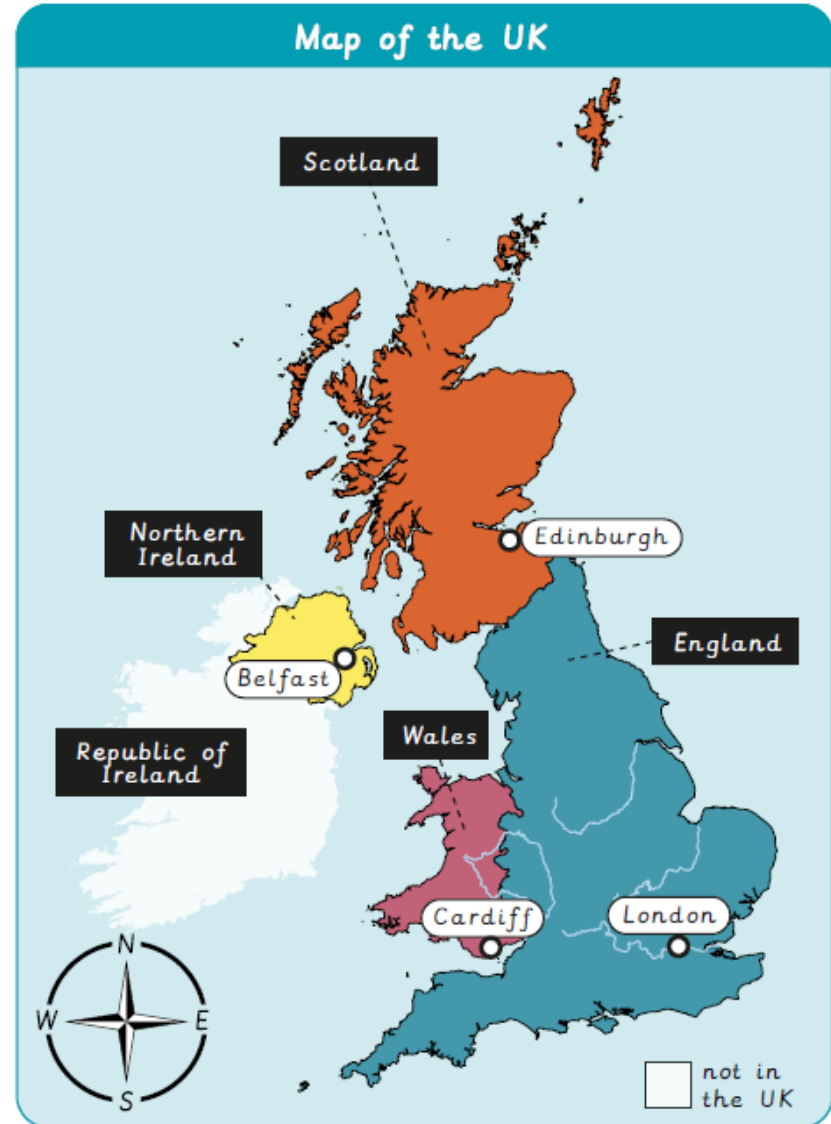 Map of the UK
Scotland
Northern
Ireland
Edinburgh
England
Belfast
Wales
Republic of
Ireland
Cardiff
London
N
W
E
S
not in
the UK